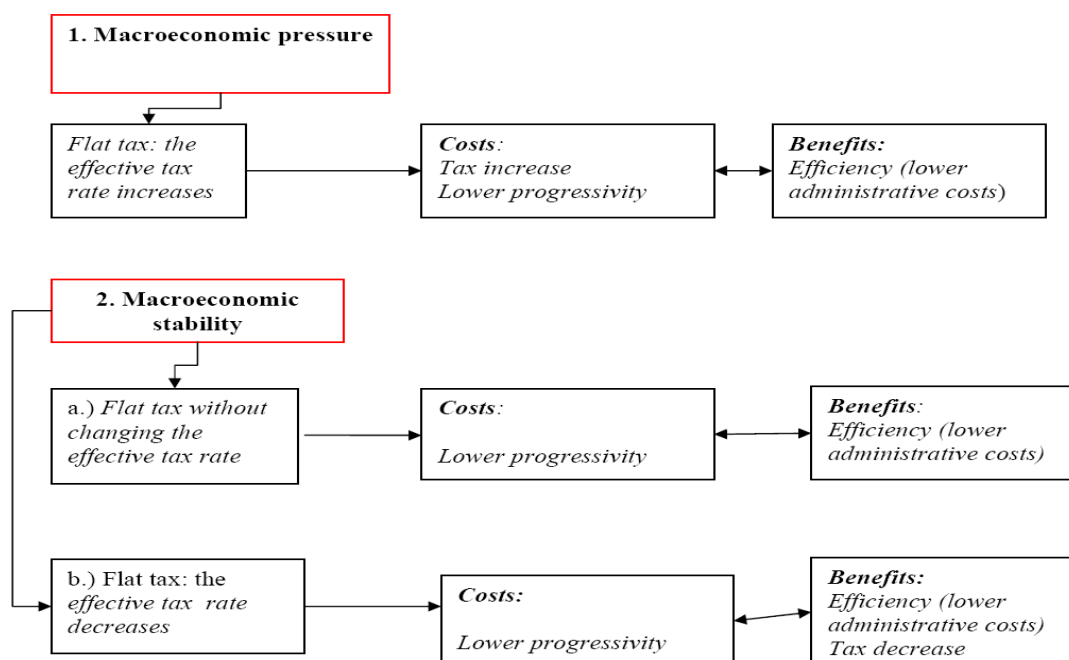 1. Macroeconomic pressure
Flat tax: the
effective tax
rate increases
Costs:
Tax increase
Lower progressivity
Benefits:
Efficiency (lower
administrative costs)
2. Macroeconomic
stability
a.) Flat tax without
changing the
effective tax rate
Costs:
Lower progressivity
Benefits:
Efficiency (lower
administrative costs)
b.) Flat tax: the
effective tax rate
decreases
Costs:
Lower progressivity
Benefits:
Efficiency (lower
administrative costs)
Tax decrease